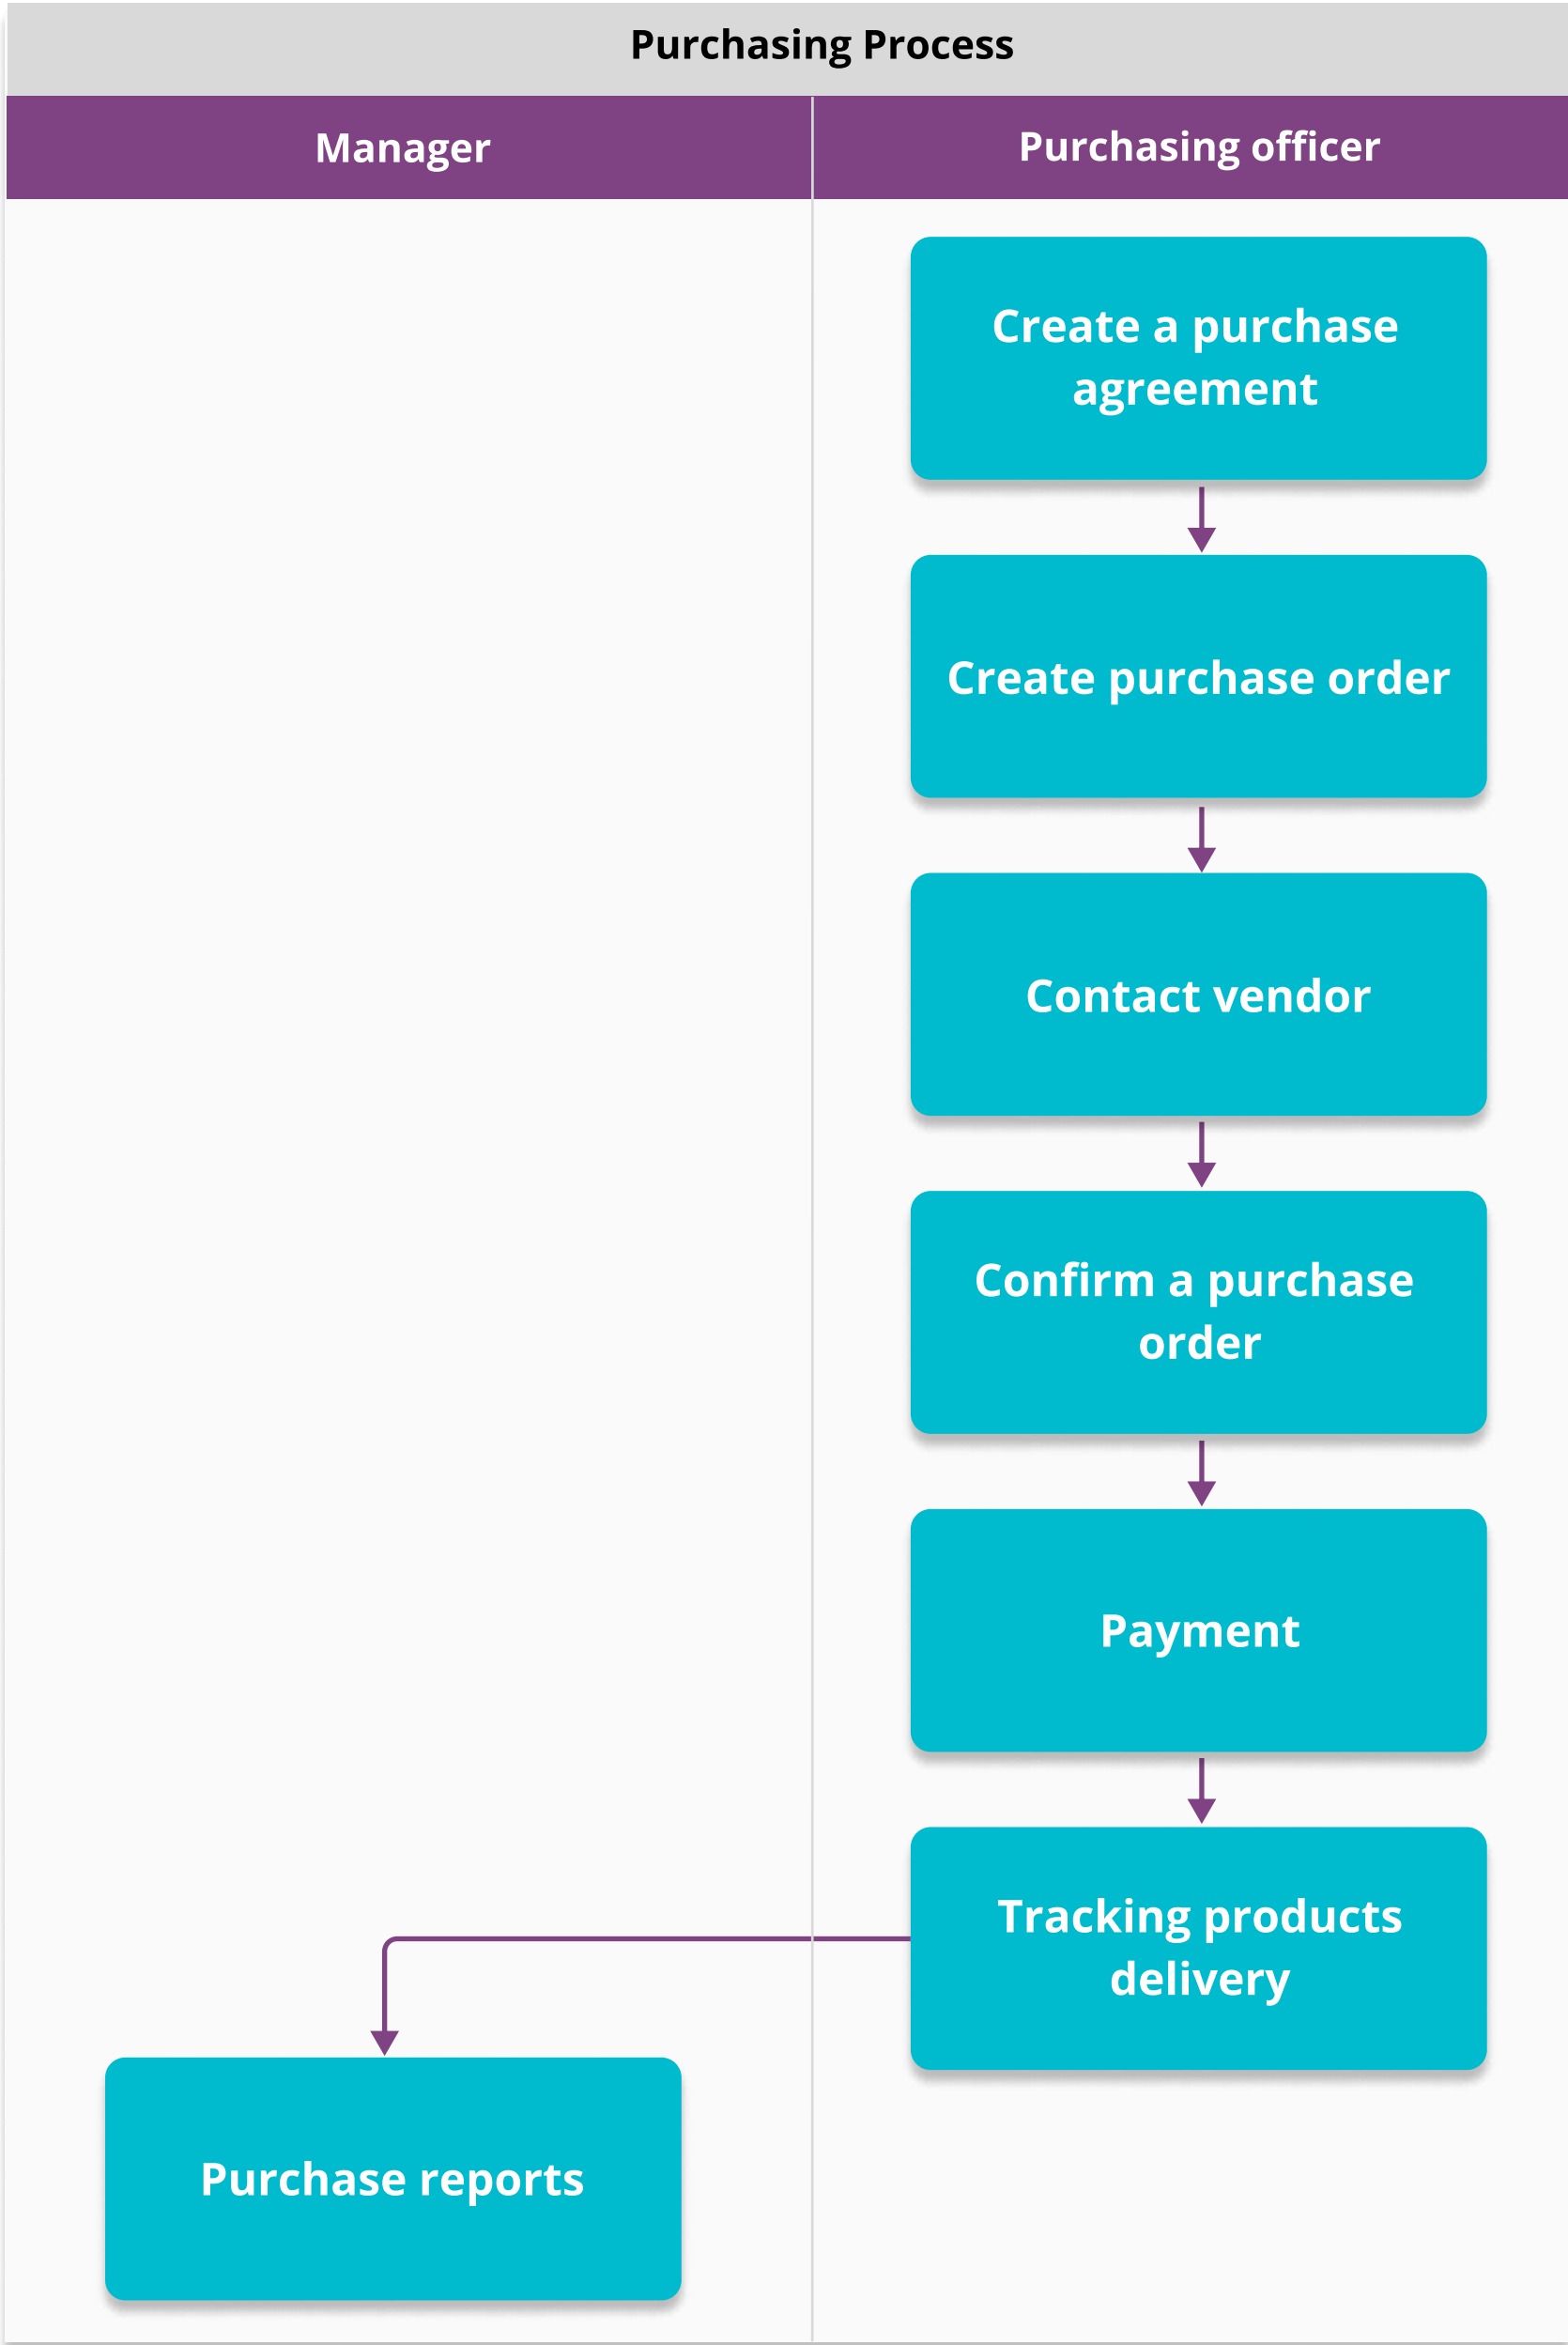 Purchasing Process
Manager
Purchasing officer
Create a purchase
agreement
Create purchase order
Contact vendor
Confirm a purchase
order
Payment
Tracking products
delivery
Purchase reports